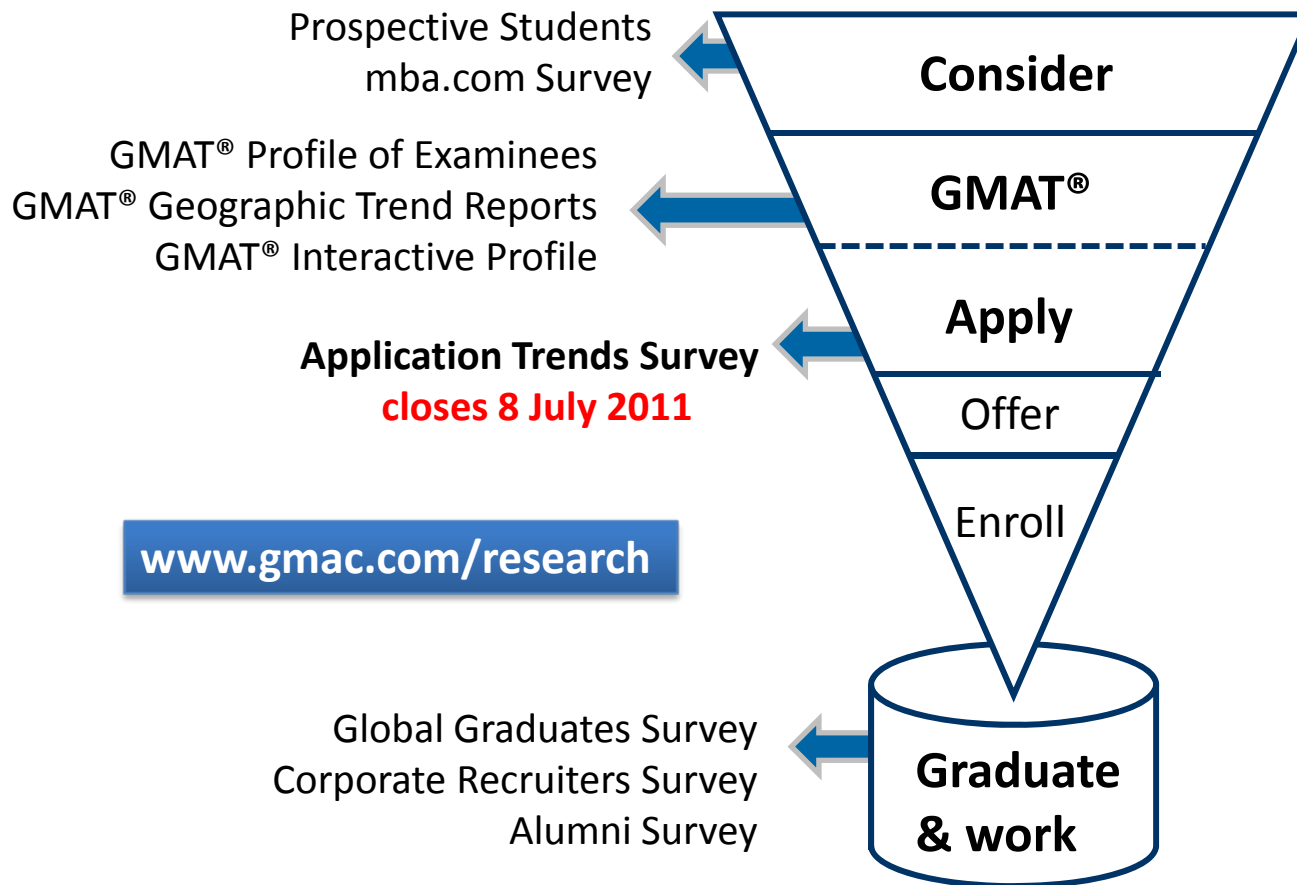 Prospective Students
mba.com Survey
Consider
GMAT® Profile of Examinees
GMAT® Geographic Trend Reports
GMAT® Interactive Profile
GMAT®
Application Trends Survey
closes 8 July 2011
Apply
Offer
Enroll
www.gmac.com/research
Global Graduates Survey
Corporate Recruiters Survey
Alumni Survey
Graduate
& work